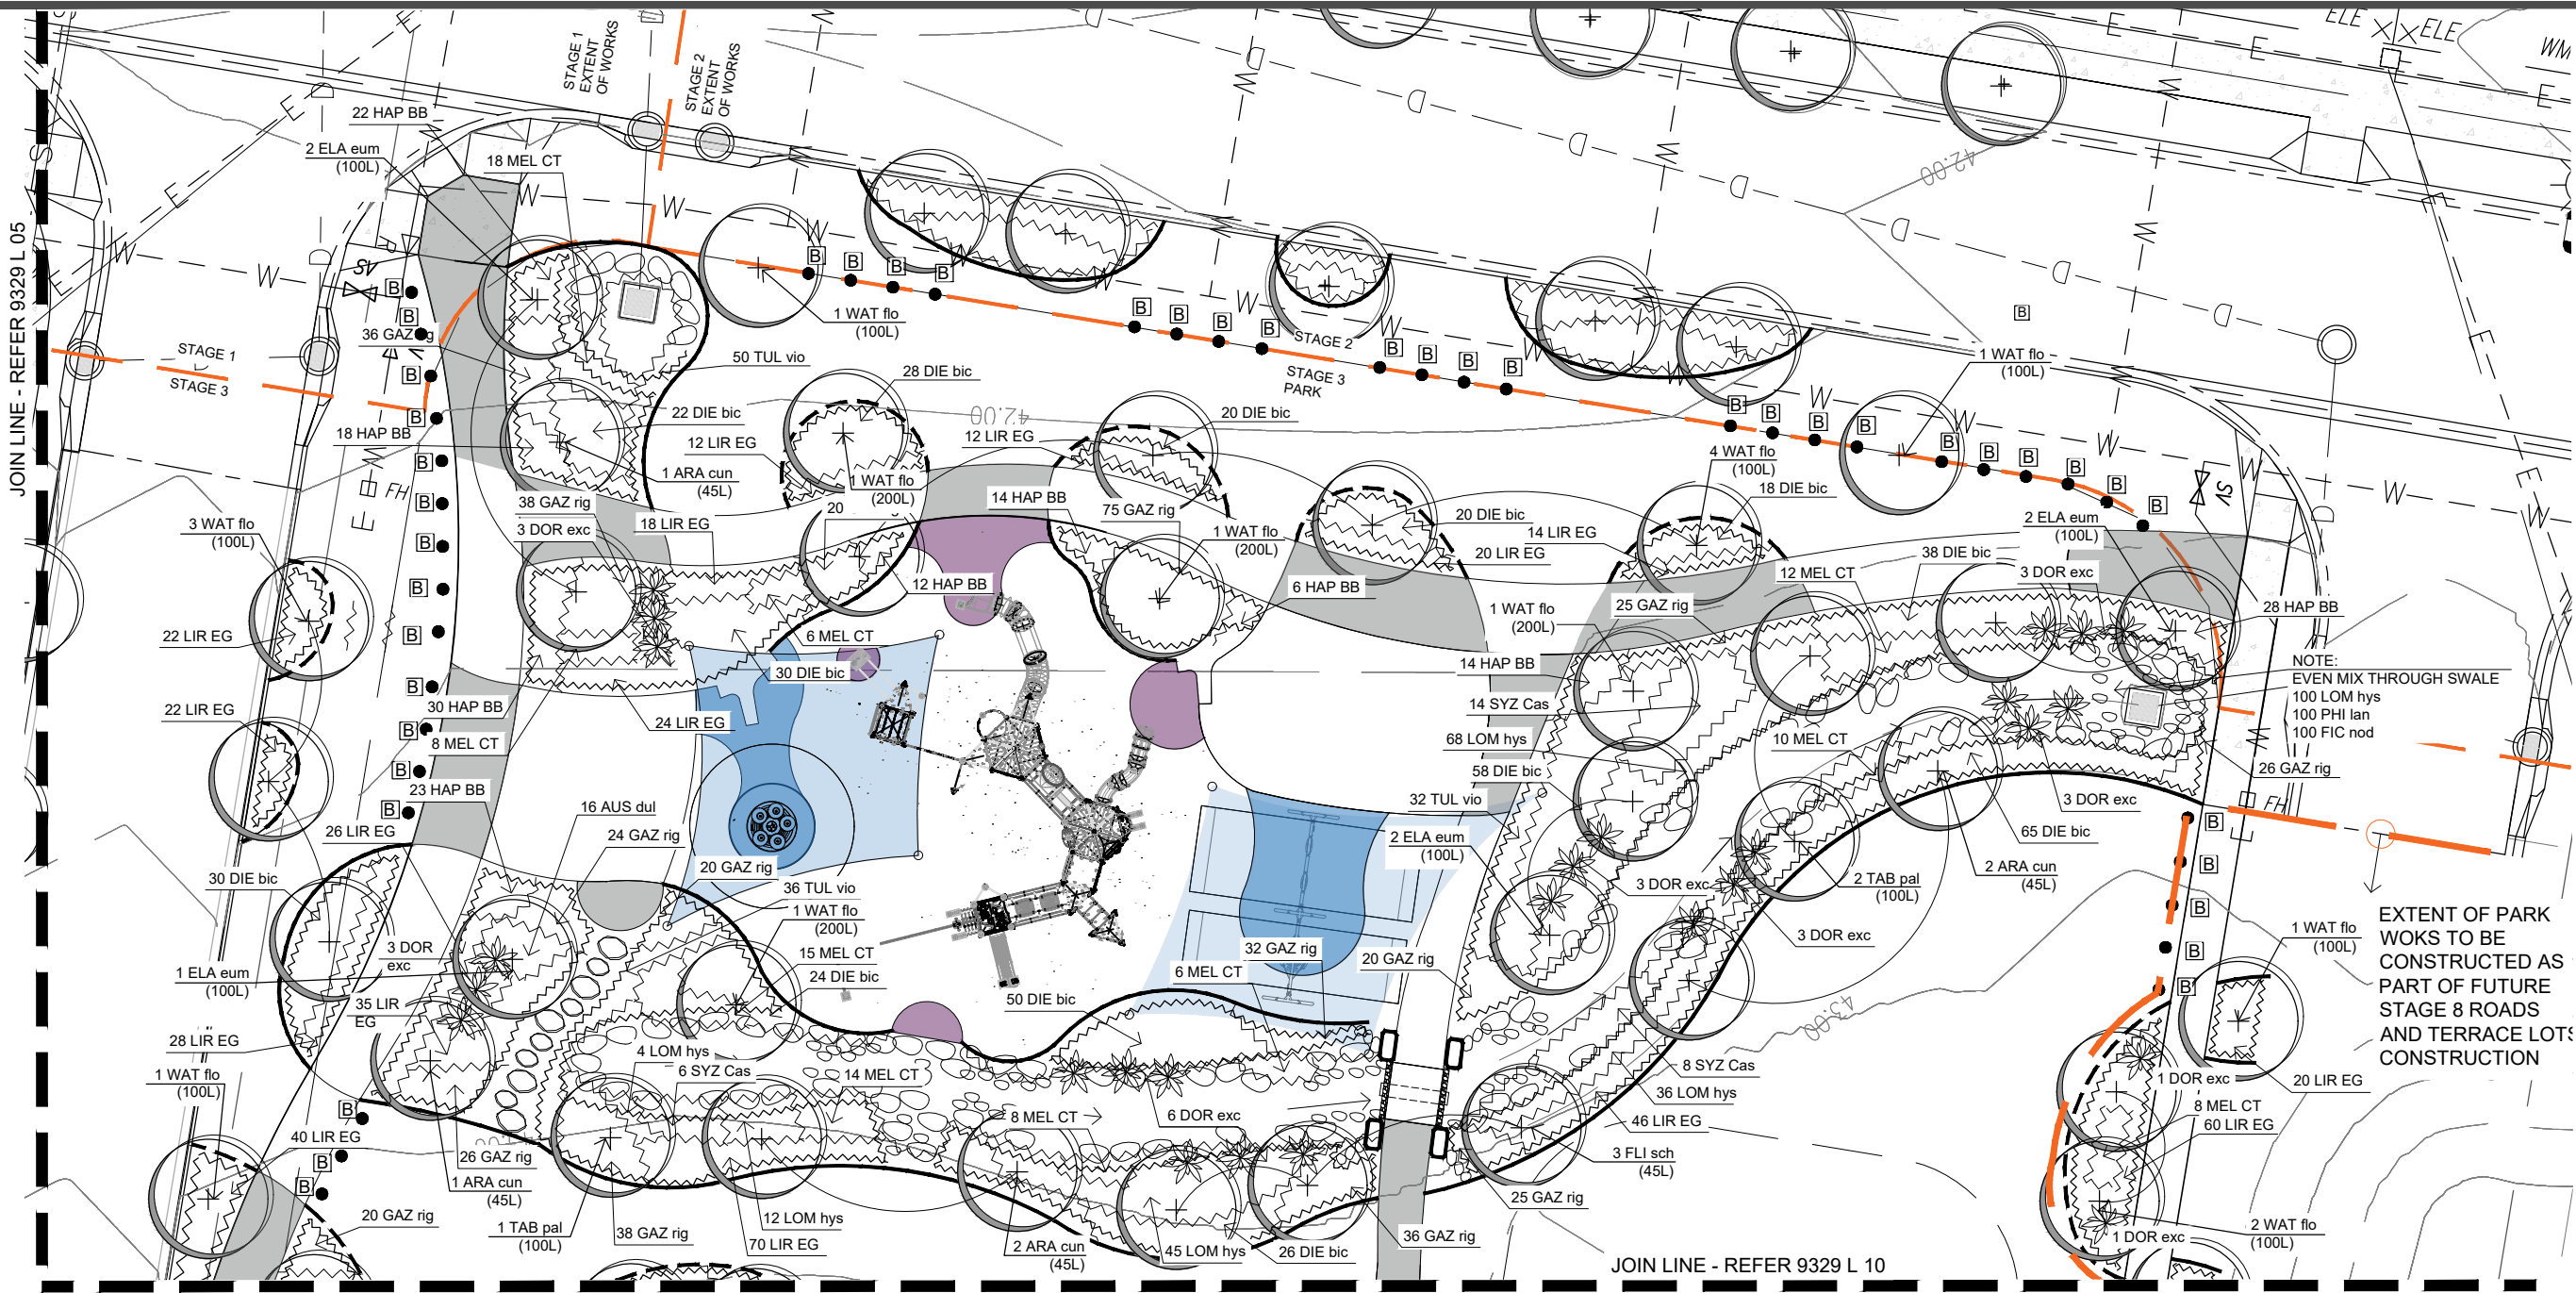 STAGE 1
EXTENT
OF WORKS
STAGE 2
EXTENT
OF WORKS
ELE
ELE
WM
22 HAP BB
2 ELA eum
(100L)
18 MEL CT
42.00
JOIN LINE - REFER 9329 L 05
SV
36 GAZ
STAGE 1
STAGE 3
1 WAT flo
(100L)
50 TUL vio
STAGE 2
STAGE 3
PARK
1 WAT flo
(100L)
28 DIE bic
42.00
20 DIE bic
22 DIE bic
12 LIR EG
12 LIR EG
18 HAP BB
1 ARA cun
(45L)
1 WAT flo
(200L)
4 WAT flo
(100L)
18 DIE bic
SV
FH
38 GAZ rig
3 DOR exc
18 LIR EG
20
14 HAP BB
75 GAZ rig
1 WAT flo
(200L)
20 DIE bic
14 LIR EG
20 LIR EG
2 ELA eum
(100L)
3 WAT flo
(100L)
12 HAP BB
6 HAP BB
38 DIE bic
12 MEL CT
3 DOR exc
1 WAT flo
(200L)
25 GAZ rig
28 HAP BB
22 LIR EG
6 MEL CT
30 DIE bic
14 HAP BB
NOTE:
EVEN MIX THROUGH SWALE
100 LOM hys
100 PHI lan
100 FIC nod
22 LIR EG
30 HAP BB
24 LIR EG
14 SYZ Cas
8 MEL CT
68 LOM hys
10 MEL CT
58 DIE bic
26 GAZ rig
23 HAP BB
16 AUS dul
32 TUL vio
3 DOR exc
FH
26 LIR EG
24 GAZ rig
2 ELA eum
(100L)
65 DIE bic
30 DIE bic
20 GAZ rig
36 TUL vio
3 DOR exc
2 TAB pal
(100L)
2 ARA cun
(45L)
1 WAT flo
(200L)
3 DOR
exc
15 MEL CT
32 GAZ rig
3 DOR exc
1 WAT flo
(100L)
EXTENT OF PARK
WOKS TO BE
CONSTRUCTED AS
PART OF FUTURE
STAGE 8 ROADS
AND TERRACE LOTS
CONSTRUCTION
1 ELA eum
(100L)
24 DIE bic
6 MEL CT
20 GAZ rig
35 LIR
EG
50 DIE bic
43.00
28 LIR EG
4 LOM hys
6 SYZ Cas
14 MEL CT
8 SYZ Cas
1 WAT flo
(100L)
36 LOM hys
1 DOR exc
20 LIR EG
8 MEL CT
6 DOR exc
46 LIR EG
8 MEL CT
60 LIR EG
40 LIR EG
26 GAZ rig
3 FLI sch
(45L)
1 ARA cun
(45L)
25 GAZ rig
20 GAZ rig
12 LOM hys
1 TAB pal
(100L)
38 GAZ rig
70 LIR EG
2 ARA cun
(45L)
45 LOM hys
26 DIE bic
36 GAZ rig
2 WAT flo
(100L)
1 DOR exc
JOIN LINE - REFER 9329 L 10